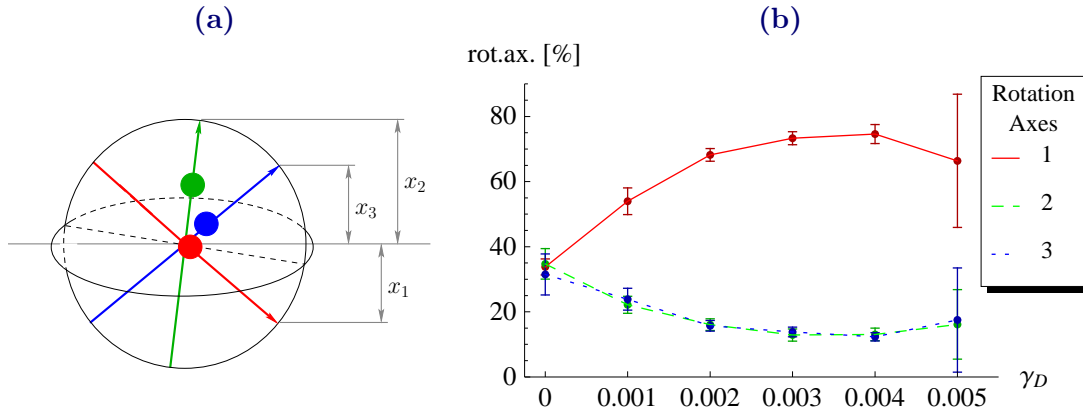 (a)
x₂
x₃
x₁
(b)
rot.ax. [%]
80
60
40
20
0
0 0.001 0.002 0.003 0.004 0.005
γ_D
Rotation
Axes
1
2
3